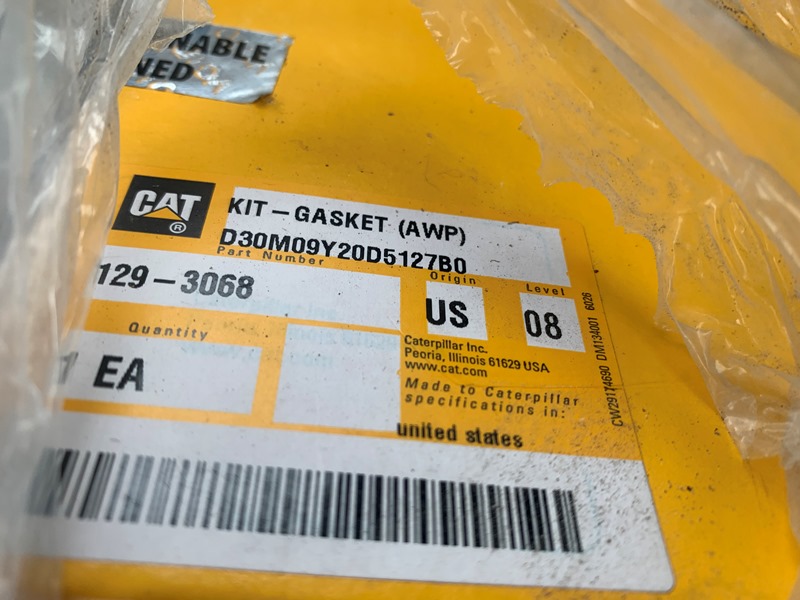 NABLE
NED
CAT
®
KIT – GASKET (AWP)
D30M09Y20D5127B0
Part Number
129 – 3068
Origin
US
Level
08
Quantity
1 EA
Caterpillar Inc.
Peoria, Illinois 61629 USA
www.cat.com
Made to Caterpillar
specifications in:
united states
CW29174690 DM134001 6026